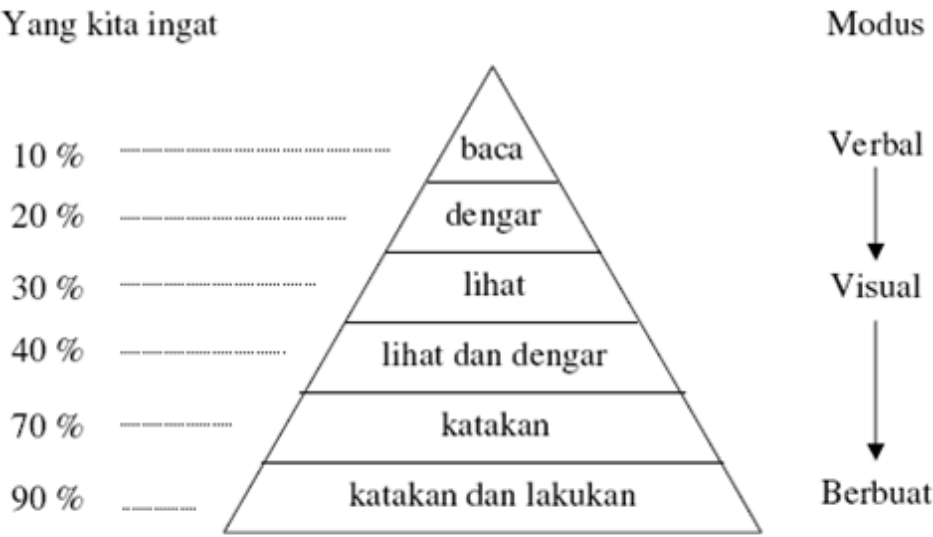 Yang kita ingat Modus
10 % baca Verbal
20 % dengar
30 % lihat Visual
40 % lihat dan dengar
70 % katakan
90 % katakan dan lakukan Berbuat